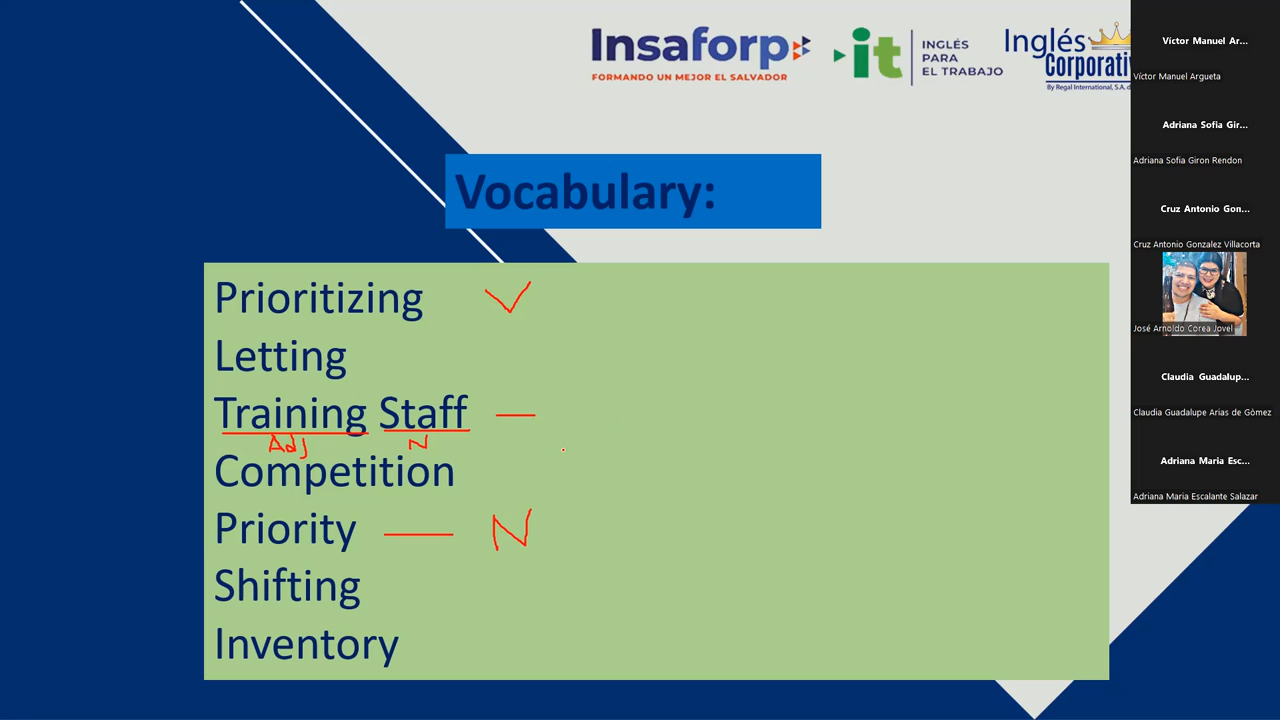 Insaforp
FORMANDO UN MEJOR EL SALVADOR
it
INGLÉS
PARA
EL TRABAJO
Inglés
Corporativ
By Regal International, S.A. d
Vocabulary:
Prioritizing V
Letting
Training Staff —
Adj N
Competition
Priority — N
Shifting
Inventory
Víctor Manuel Ar...
Víctor Manuel Argueta
Adriana Sofia Gir...
Adriana Sofia Giron Rendon
Cruz Antonio Gon...
Cruz Antonio Gonzalez Villacorta
José Arnoldo Corea Jovel
Claudia Guadalup...
Claudia Guadalupe Arias de Gómez
Adriana Maria Esc...
Adriana Maria Escalante Salazar